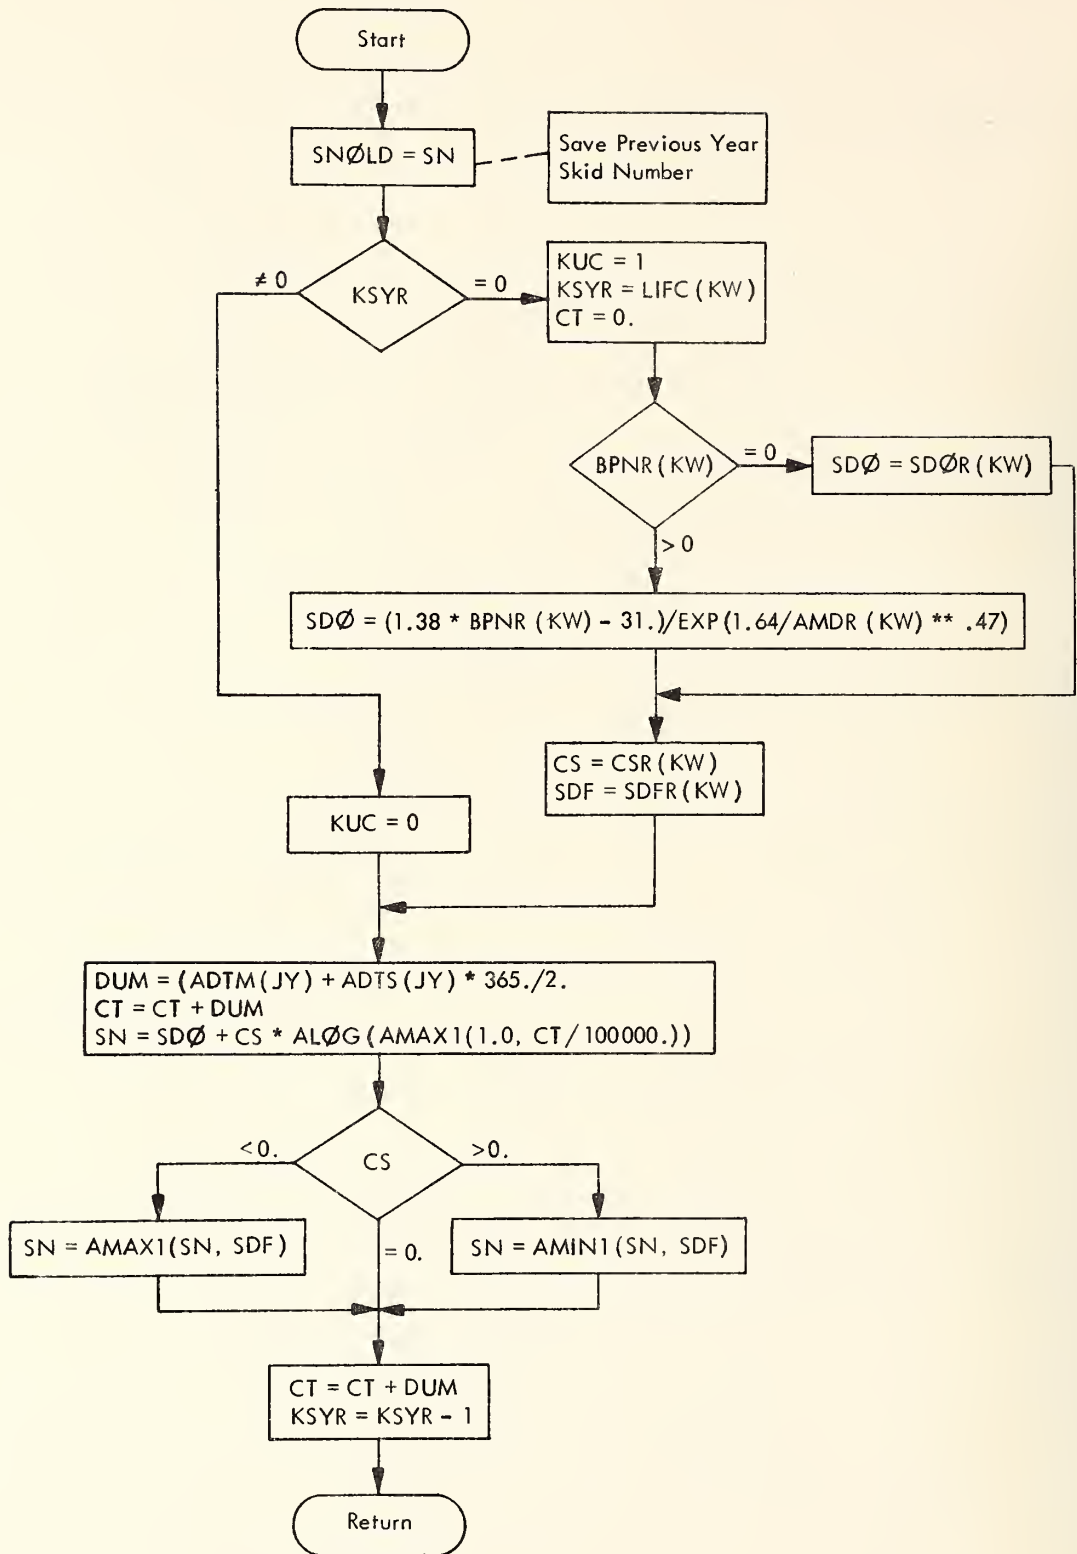 Start
SNØLD = SN
Save Previous Year
Skid Number
≠ 0
KSYR
= 0
KUC = 1
KSYR = LIFC (KW)
CT = 0.
BPNR (KW)
= 0
SDØ = SDØR (KW)
> 0
SDØ = (1.38 * BPNR (KW) - 31.)/EXP (1.64/AMDR (KW) ** .47)
CS = CSR (KW)
SDF = SDFR (KW)
KUC = 0
DUM = (ADTM (JY) + ADTS (JY) * 365./2.
CT = CT + DUM
SN = SDØ + CS * ALØG (AMAX1(1.0, CT/100000.))
<0.
CS
>0.
SN = AMAX1(SN, SDF)
= 0.
SN = AMIN1(SN, SDF)
CT = CT + DUM
KSYR = KSYR - 1
Return